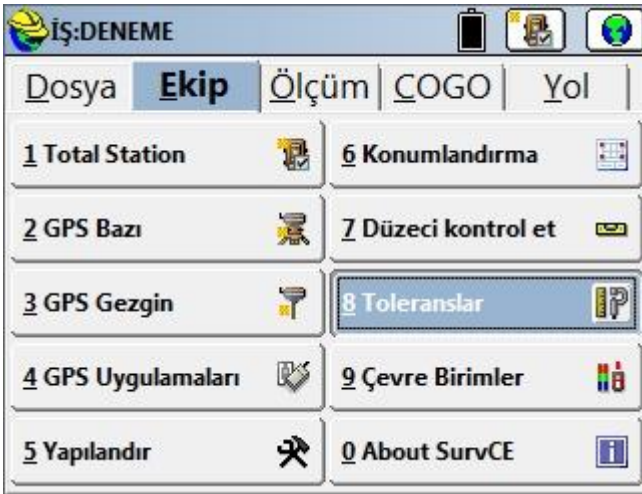 İŞ:DENEME
Dosya Ekip Ölçüm COGO Yol
1 Total Station
6 Konumlandırma
2 GPS Bazı
7 Düzeci kontrol et
3 GPS Gezgin
8 Toleranslar
4 GPS Uygulamaları
9 Çevre Birimler
5 Yapılandır
0 About SurvCE